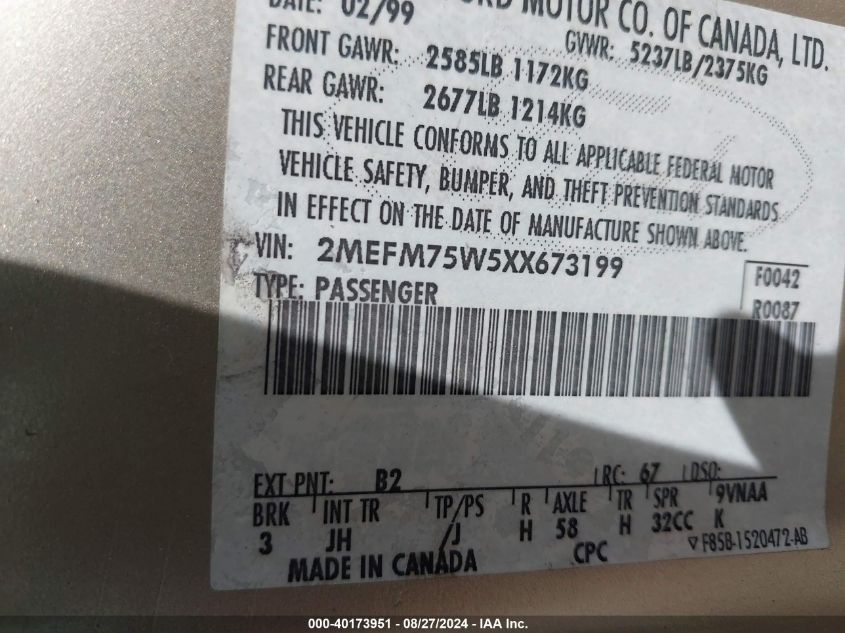 DATE: 02/99
FORD MOTOR CO. OF CANADA, LTD.
FRONT GAWR: 2585LB 1172KG
GVWR: 5237LB/2375KG
REAR GAWR: 2677LB 1214KG
THIS VEHICLE CONFORMS TO ALL APPLICABLE FEDERAL MOTOR
VEHICLE SAFETY, BUMPER, AND THEFT PREVENTION STANDARDS
IN EFFECT ON THE DATE OF MANUFACTURE SHOWN ABOVE.
VIN: 2MEFM75W5XX673199
F0042
TYPE: PASSENGER
R0087
EXT PNT: B2 RC: 67 DSO:
BRK INT TR TP/PS R AXLE TR SPR 9VNAA
3 JH /J H 58 H 32CC K
MADE IN CANADA CPC ▽F85B-1520472-AB
000-40173951 / 08/27/2024 - IAA Inc.